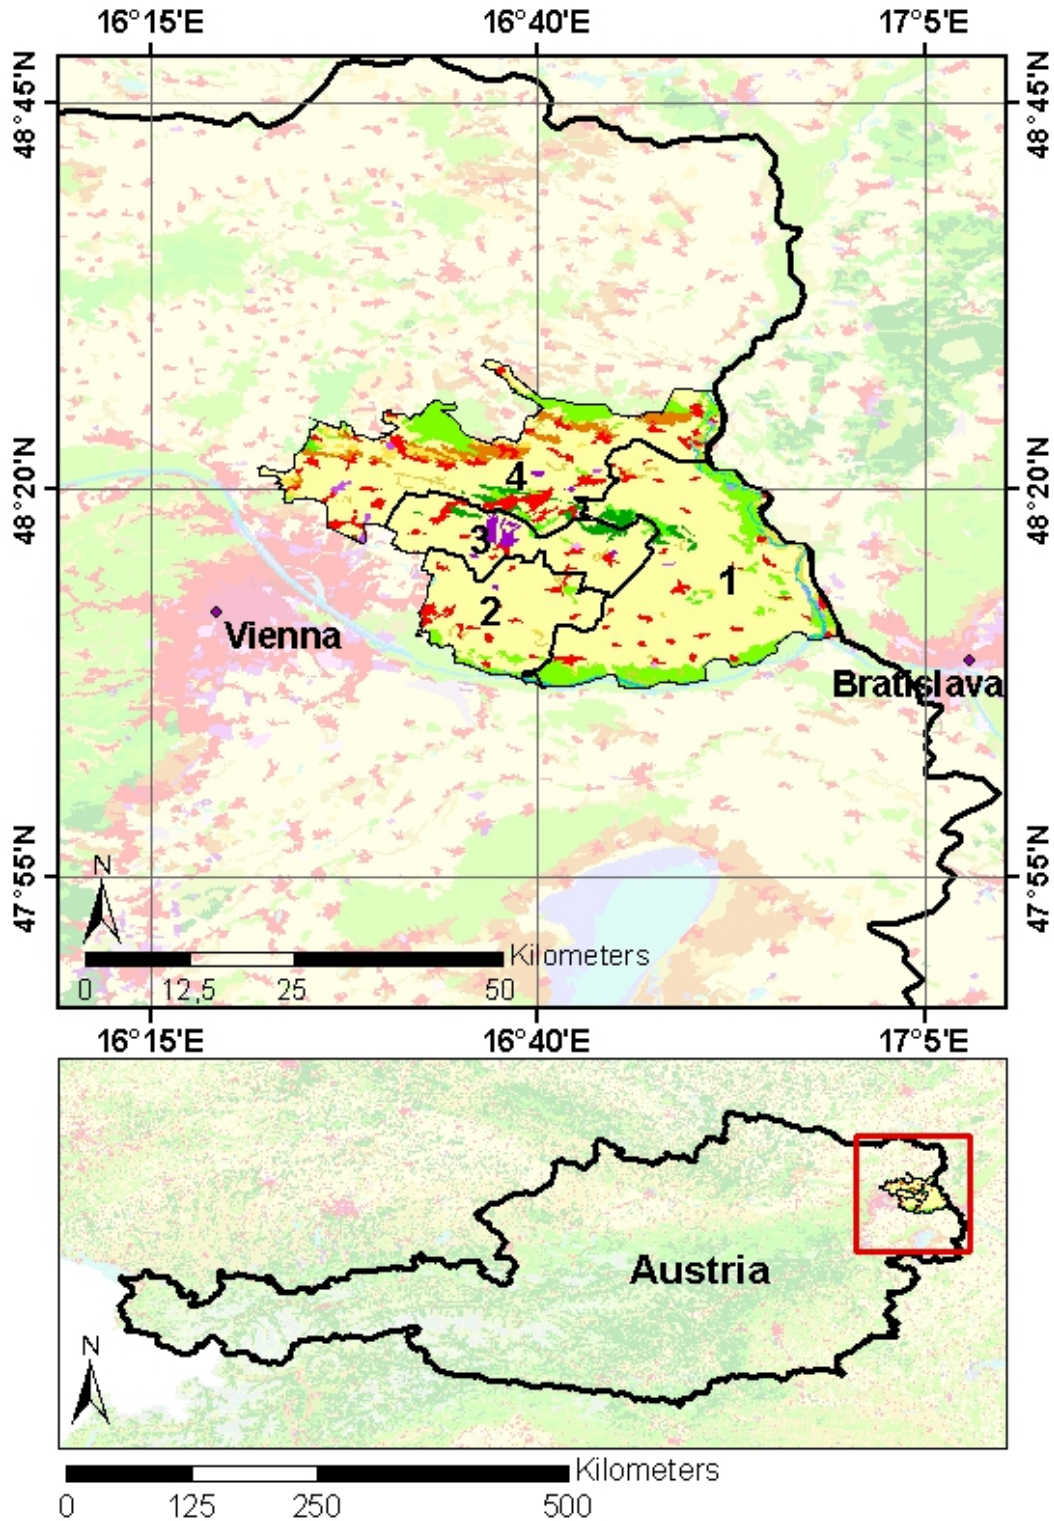 16°15'E 16°40'E 17°5'E
48°45'N 48°45'N
48°20'N 48°20'N
4
3
1
2
Vienna
Bratislava
47°55'N 47°55'N
N
Kilometers
0 12,5 25 50
16°15'E 16°40'E 17°5'E
Austria
N
Kilometers
0 125 250 500